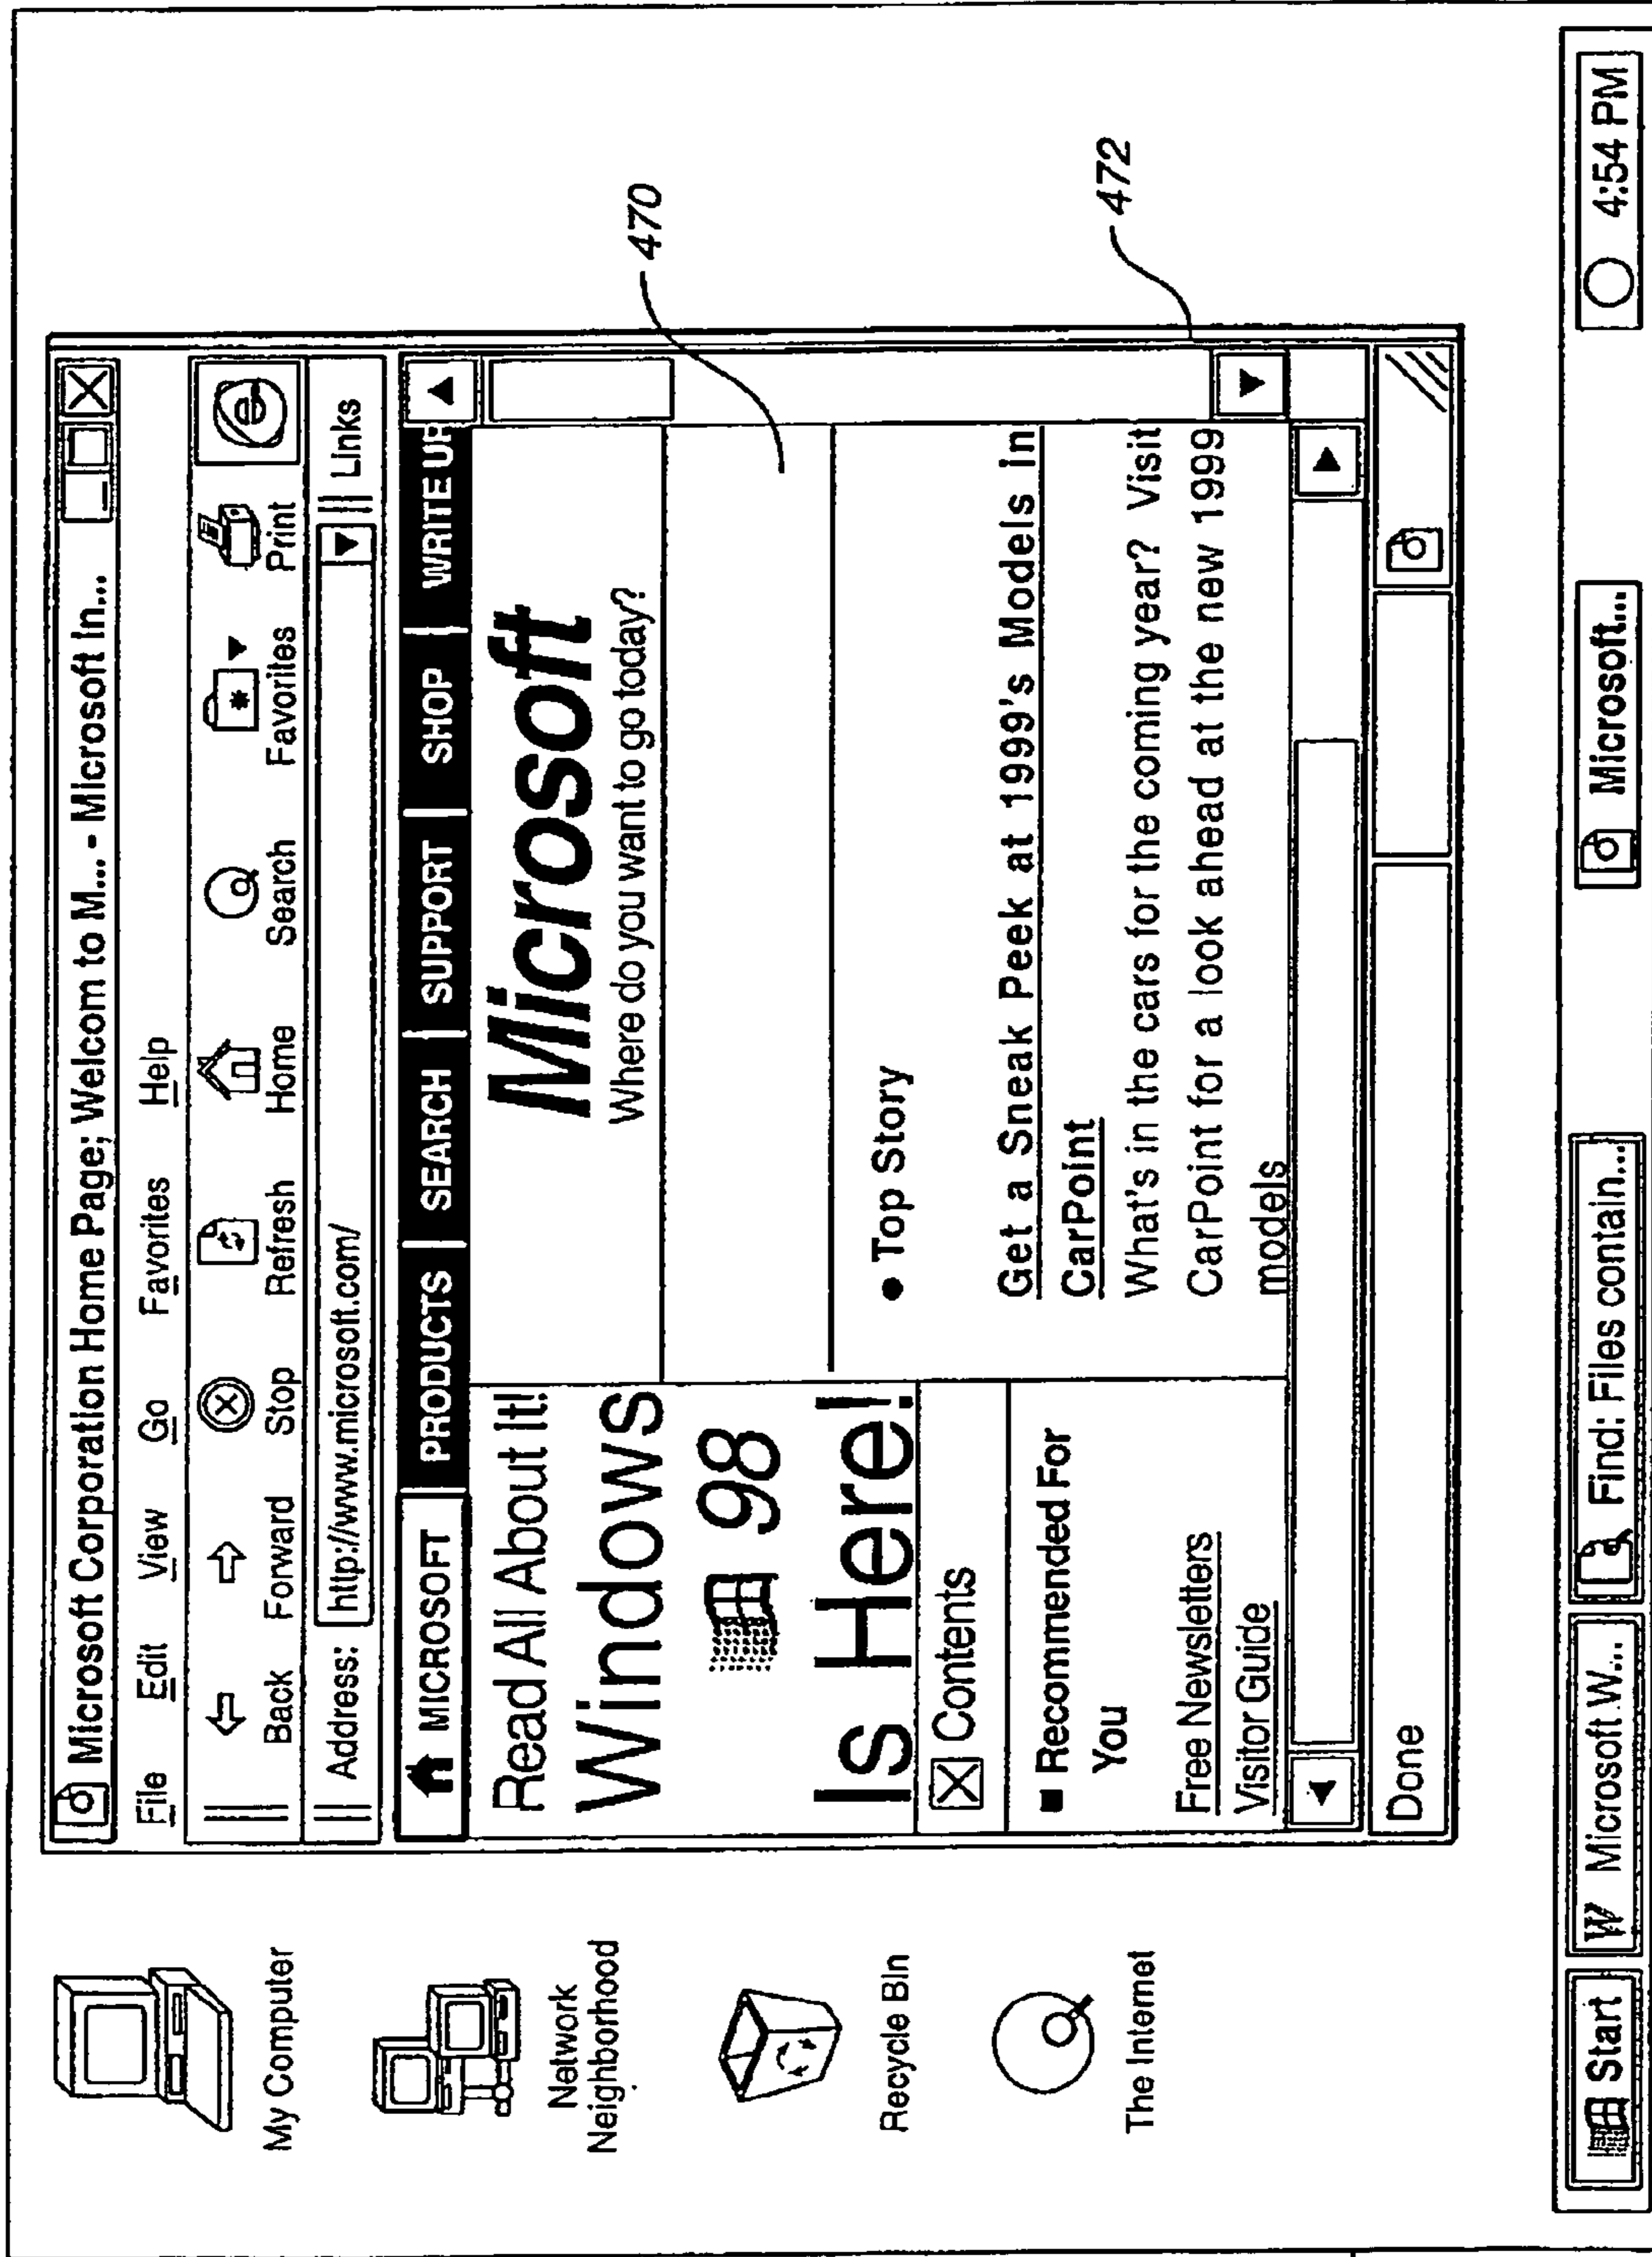 My Computer
Network
Neighborhood
Recycle Bin
The Internet
Microsoft Corporation Home Page; Welcom to M... - Microsoft In...
File Edit View Go Favorites Help
Back Forward Stop Refresh Home Search Favorites Print
Address: http://www.microsoft.com/ Links
MICROSOFT PRODUCTS SEARCH SUPPORT SHOP WRITE UP
Read All About It!
Windows
98
Is Here!
Contents
Recommended For
You
Free Newsletters
Visitor Guide
Microsoft
Where do you want to go today?
• Top Story
Get a Sneak Peek at 1999's Models in
CarPoint
What's in the cars for the coming year? Visit
CarPoint for a look ahead at the new 1999
models
Done
470
472
Start
W Microsoft W...
Find: Files contain...
Microsoft...
4:54 PM